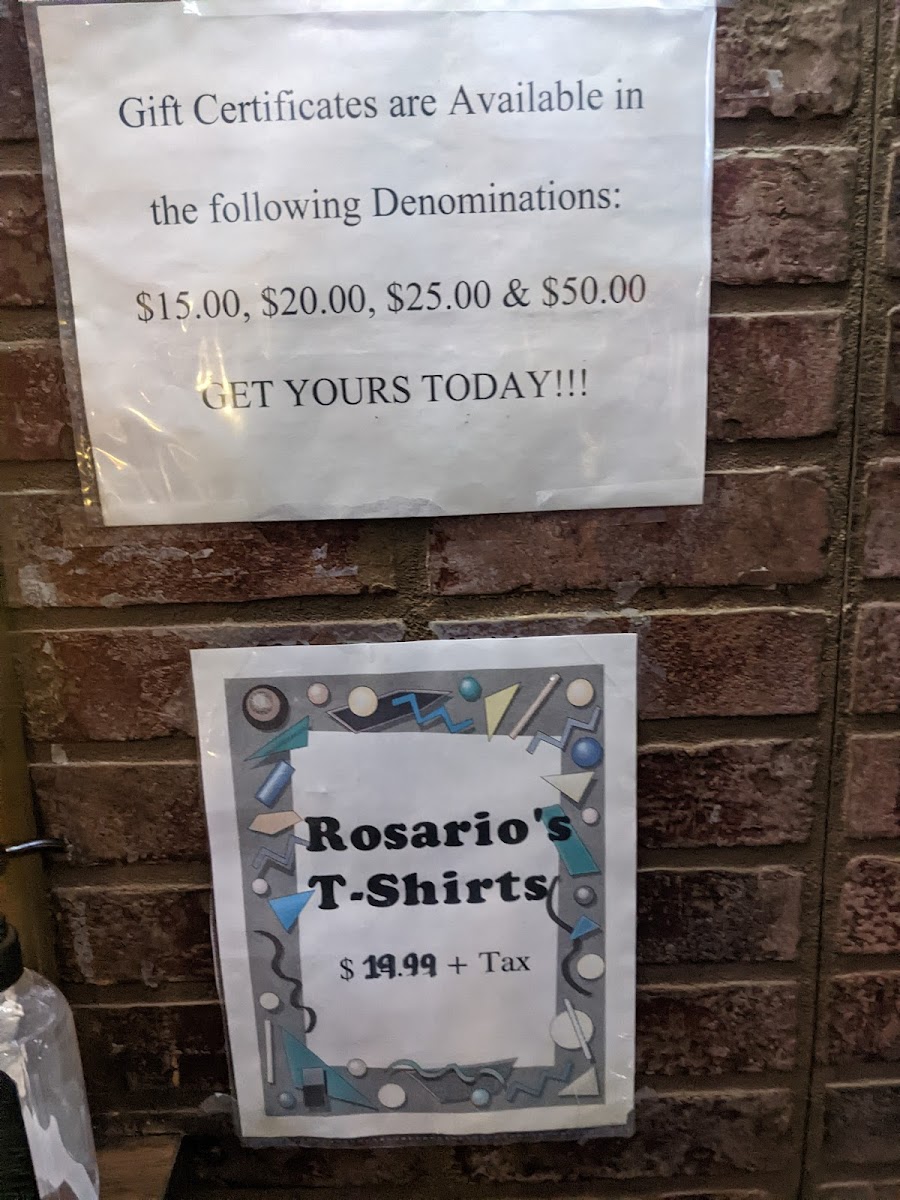 Gift Certificates are Available in
the following Denominations:
$15.00, $20.00, $25.00 & $50.00
GET YOURS TODAY!!!
Rosario's
T-Shirts
$ 19.99 + Tax